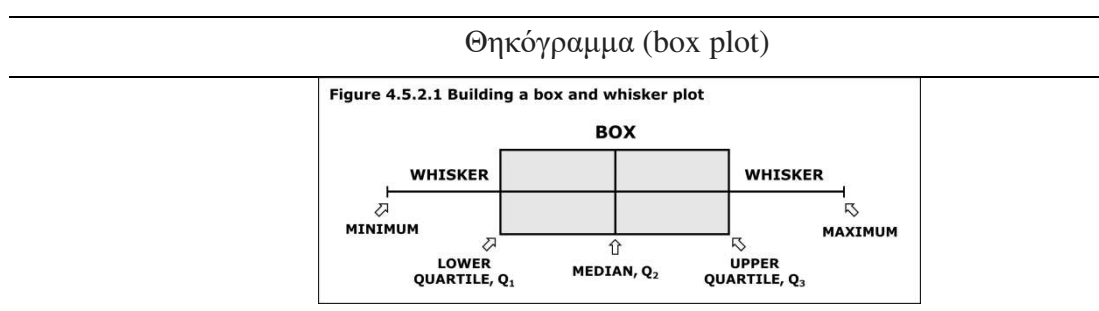 Θηκόγραμμα (box plot)
Figure 4.5.2.1 Building a box and whisker plot
BOX
WHISKER
WHISKER
MINIMUM
MAXIMUM
LOWER
QUARTILE, Q₁
MEDIAN, Q₂
UPPER
QUARTILE, Q₃